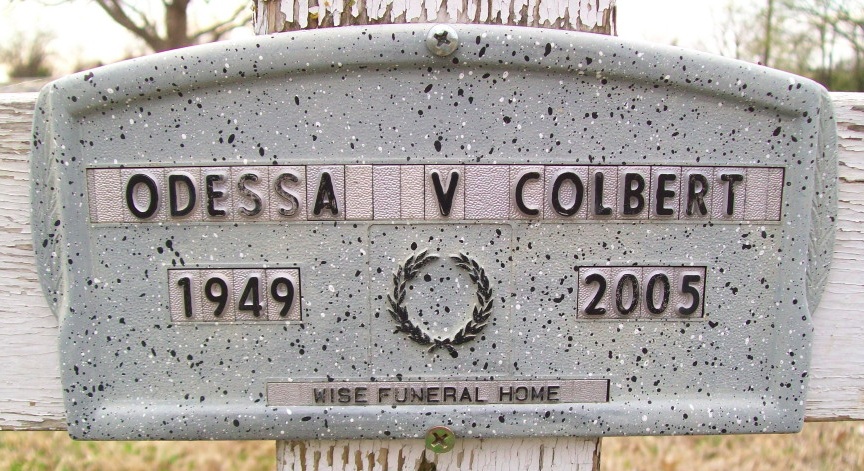 ODESSA V COLBERT
1949 2005
WISE FUNERAL HOME